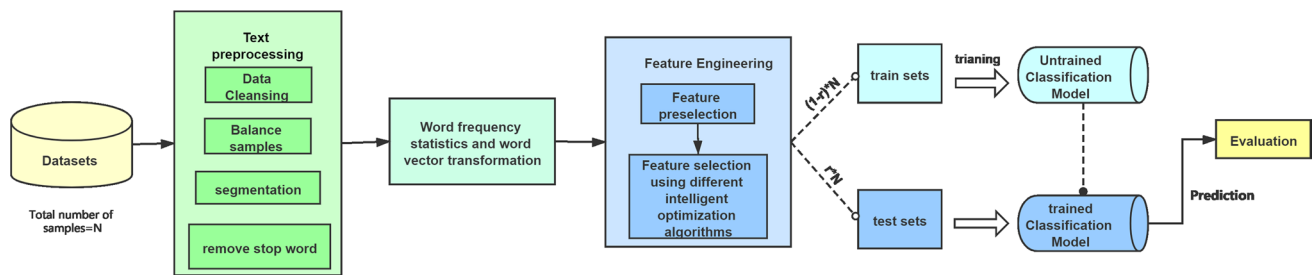 Datasets
Total number of
samples=N
Text
preprocessing
Data
Cleansing
Balance
samples
segmentation
remove stop word
Word frequency
statistics and word
vector transformation
Feature Engineering
Feature
preselection
Feature selection
using different
intelligent
optimization
algorithms
(1-r)*N
r*N
train sets
test sets
trianing
Untrained
Classification
Model
trained
Classification
Model
Prediction
Evaluation